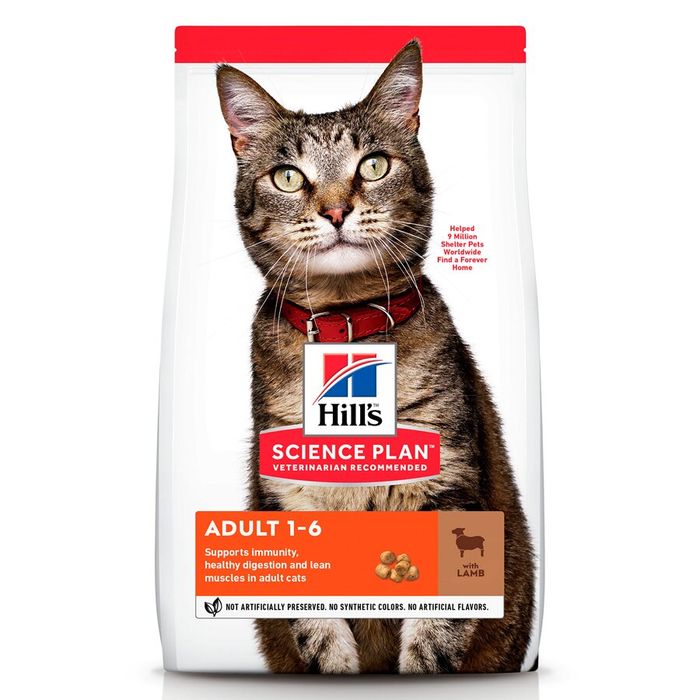 Helped
9 Million
Shelter Pets
Worldwide
Find a Forever
Home
Hill's™
SCIENCE PLAN™
VETERINARIAN RECOMMENDED
ADULT 1-6
Supports immunity,
healthy digestion and lean
muscles in adult cats
with
LAMB
NOT ARTIFICIALLY PRESERVED. NO SYNTHETIC COLORS. NO ARTIFICIAL FLAVORS.